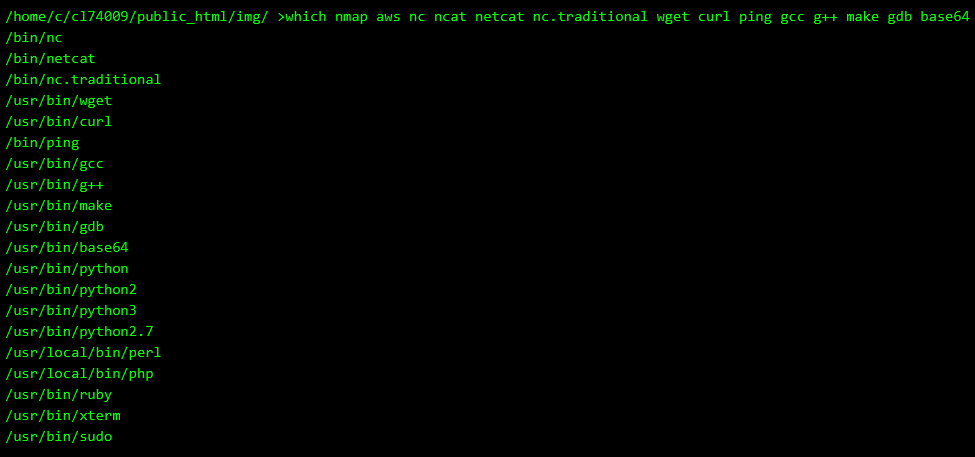 /home/c/cl74009/public_html/img/ >which nmap aws nc ncat netcat nc.traditional wget curl ping gcc g++ make gdb base64
/bin/nc
/bin/netcat
/bin/nc.traditional
/usr/bin/wget
/usr/bin/curl
/bin/ping
/usr/bin/gcc
/usr/bin/g++
/usr/bin/make
/usr/bin/gdb
/usr/bin/base64
/usr/bin/python
/usr/bin/python2
/usr/bin/python3
/usr/bin/python2.7
/usr/local/bin/perl
/usr/local/bin/php
/usr/bin/ruby
/usr/bin/xterm
/usr/bin/sudo